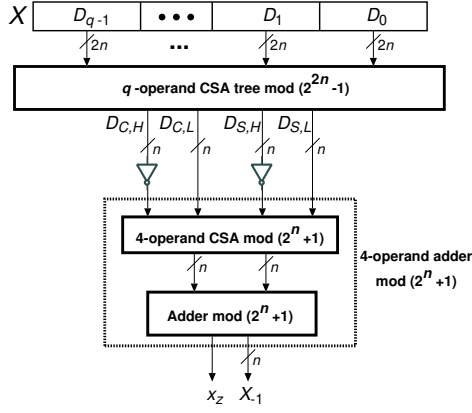 X D_{q-1} ••• D_1 D_0
2n ... 2n 2n
q-operand CSA tree mod (2^{2n}-1)
D_{C,H} D_{C,L} D_{S,H} D_{S,L}
n n n n
4-operand CSA mod (2^n+1)
4-operand adder
mod (2^n+1)
n n
Adder mod (2^n+1)
n
x_z X_{-1}